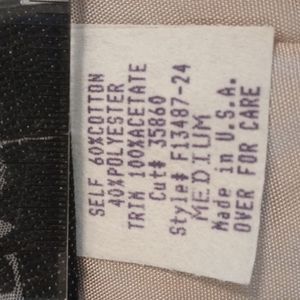 SELF 60%COTTON
40%POLYESTER
TRIM 100%ACETATE
Cut# 35860
Style# F13487-24
MEDIUM
Made in U.S.A.
OVER FOR CARE